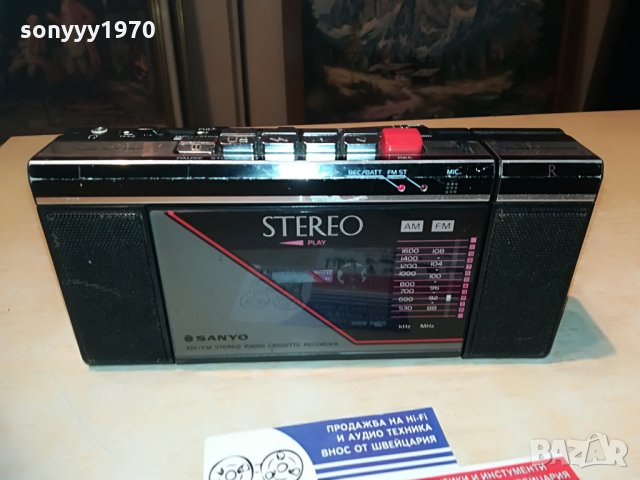 sonyyy1970
PAUSE
REC
REC/BATT FM ST
MIC
R
STEREO
PLAY
AM FM
1600 108
1400
1200 104
1000 100
800
700 96
600 92
530 88
kHz MHz
SANYO
AM/FM STEREO RADIO CASSETTE RECORDER
ПРОДАЖБА НА Hi-Fi
И АУДИО ТЕХНИКА
ВНОС ОТ ШВЕЙЦАРИЯ
И ИНСТУМЕНТИ
BAZAR